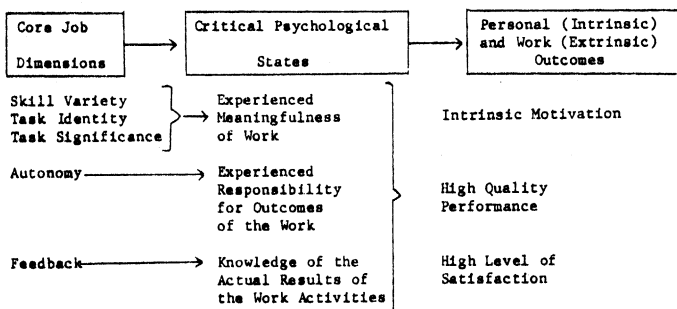 Core Job
Dimensions
Critical Psychological
States
Personal (Intrinsic)
and Work (Extrinsic)
Outcomes
Skill Variety
Task Identity
Task Significance
Experienced
Meaningfulness
of Work
Intrinsic Motivation
Autonomy
Experienced
Responsibility
for Outcomes
of the Work
High Quality
Performance
Feedback
Knowledge of the
Actual Results of
the Work Activities
High Level of
Satisfaction